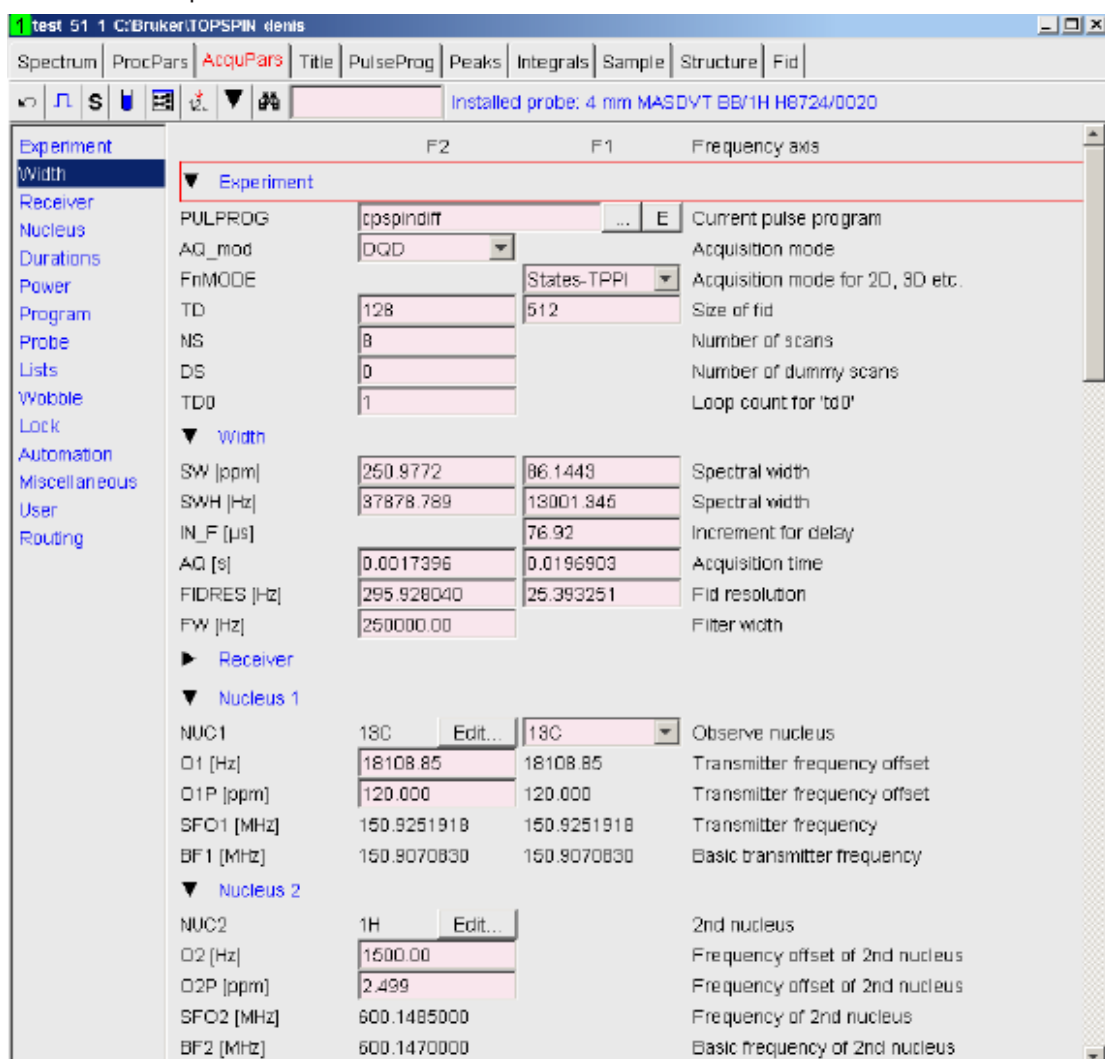 1 test 51 1 C:\Bruker\TOPSPIN denis
Spectrum ProcPars AcquPars Title PulseProg Peaks Integrals Sample Structure Fid
S Installed probe: 4 mm MASDVT BB/1H H8724/0020
Experiment
Width
Receiver
Nucleus
Durations
Power
Program
Probe
Lists
Wobble
Lock
Automation
Miscellaneous
User
Routing
F2 F1 Frequency axis
Experiment
PULPROG cpspindiff ... E Current pulse program
AQ_mod DQD Acquisition mode
FnMODE States-TPPI Acquisition mode for 2D, 3D etc.
TD 128 512 Size of fid
NS 8 Number of scans
DS 0 Number of dummy scans
TD0 1 Loop count for 'td0'
Width
SW [ppm] 250.9772 86.1443 Spectral width
SWH [Hz] 37878.789 13001.345 Spectral width
IN_F [µs] 76.92 Increment for delay
AQ [s] 0.0017396 0.0196903 Acquisition time
FIDRES [Hz] 295.928040 25.393251 Fid resolution
FW [Hz] 250000.00 Filter width
Receiver
Nucleus 1
NUC1 13C Edit... 13C Observe nucleus
O1 [Hz] 18108.85 18108.85 Transmitter frequency offset
O1P [ppm] 120.000 120.000 Transmitter frequency offset
SFO1 [MHz] 150.9251918 150.9251918 Transmitter frequency
BF1 [MHz] 150.9070830 150.9070830 Basic transmitter frequency
Nucleus 2
NUC2 1H Edit... 2nd nucleus
O2 [Hz] 1500.00 Frequency offset of 2nd nucleus
O2P [ppm] 2.499 Frequency offset of 2nd nucleus
SFO2 [MHz] 600.1485000 Frequency of 2nd nucleus
BF2 [MHz] 600.1470000 Basic frequency of 2nd nucleus